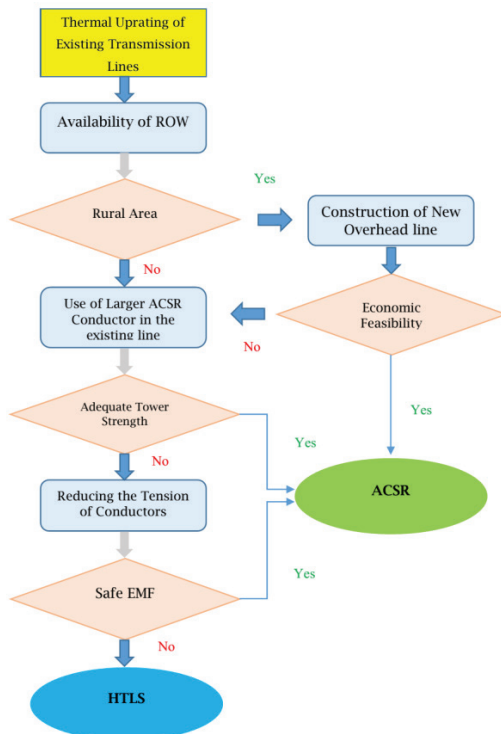 Thermal Uprating of
Existing Transmission
Lines
Availability of ROW
Yes
Rural Area
Construction of New
Overhead line
No
Use of Larger ACSR
Conductor in the
existing line
Economic
Feasibility
No
Adequate Tower
Strength
Yes
Yes
No
Reducing the Tension
of Conductors
ACSR
Safe EMF
Yes
No
HTLS